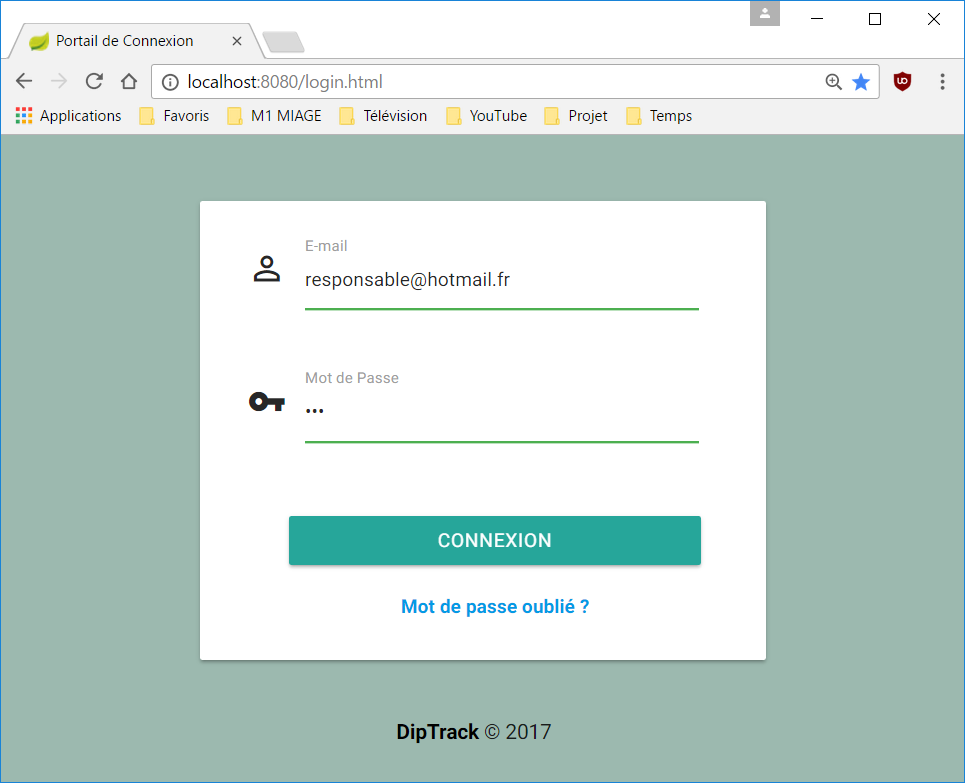 Portail de Connexion
localhost:8080/login.html
Applications Favoris M1 MIAGE Télévision YouTube Projet Temps
E-mail
responsable@hotmail.fr
Mot de Passe
•••
CONNEXION
Mot de passe oublié ?
DipTrack © 2017